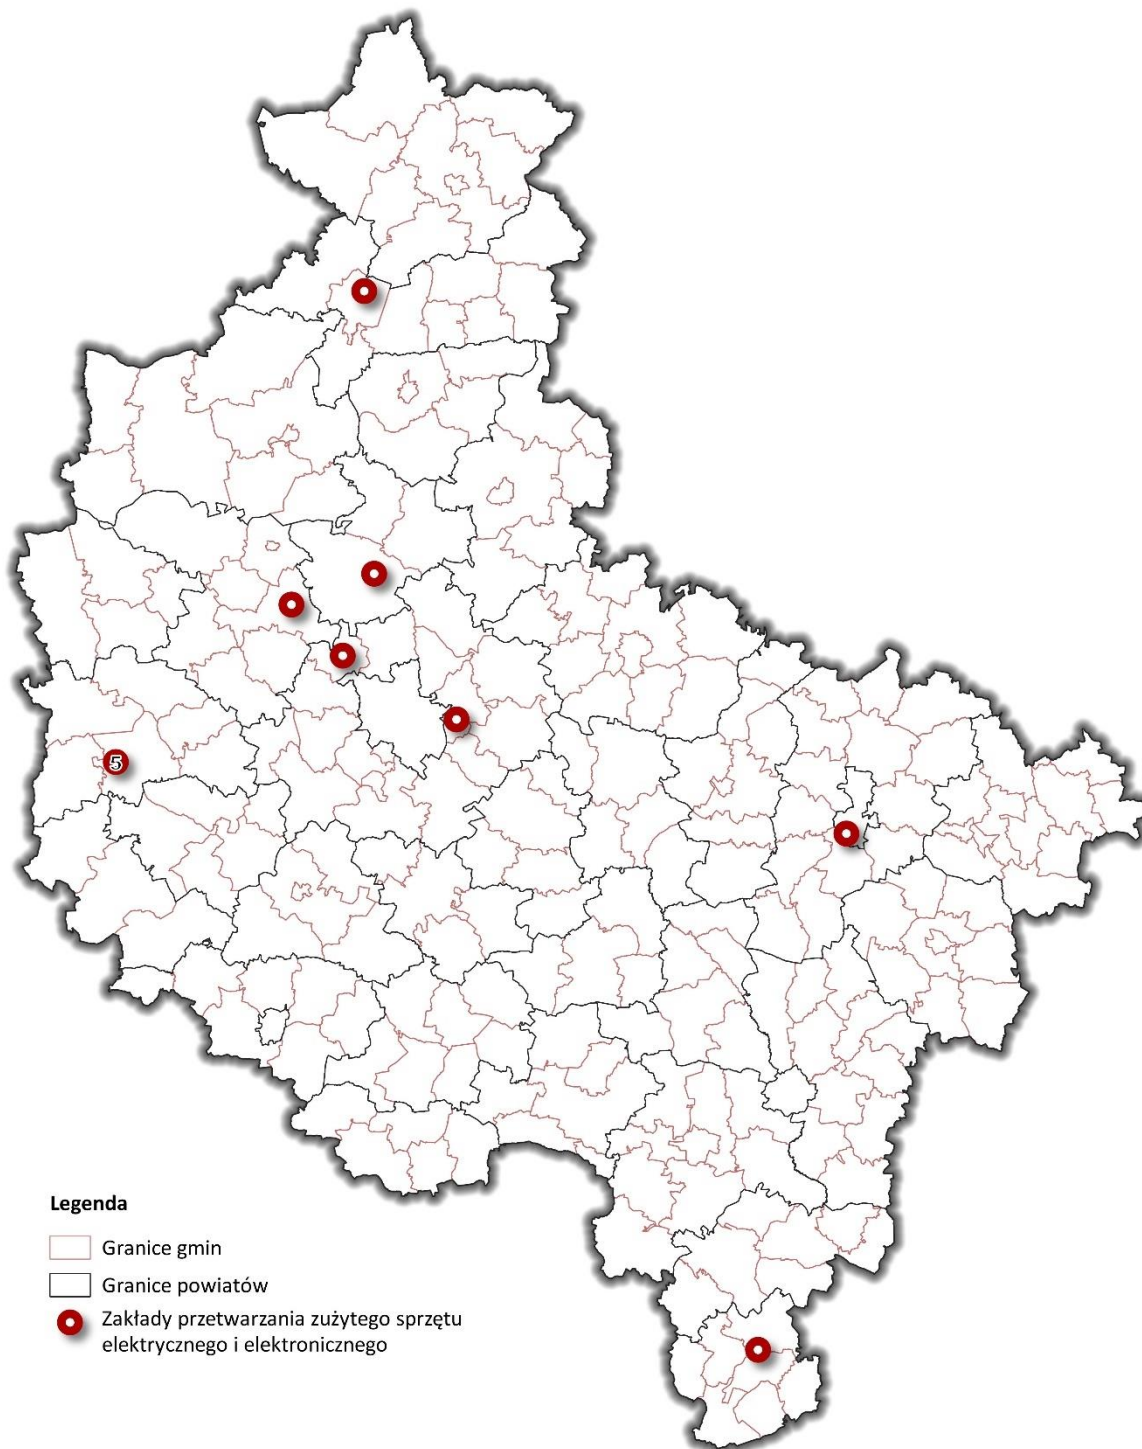 5
Legenda
Granice gmin
Granice powiatów
Zakłady przetwarzania zużytego sprzętu
elektrycznego i elektronicznego